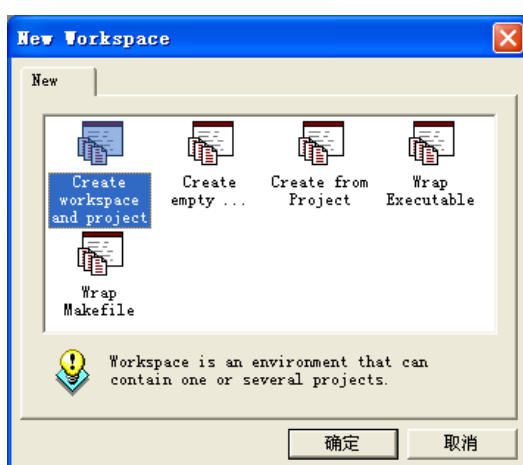 New Workspace
New
Create workspace and project
Create empty ...
Create from Project
Wrap Executable
Wrap Makefile
Workspace is an environment that can
contain one or several projects.
确定 取消